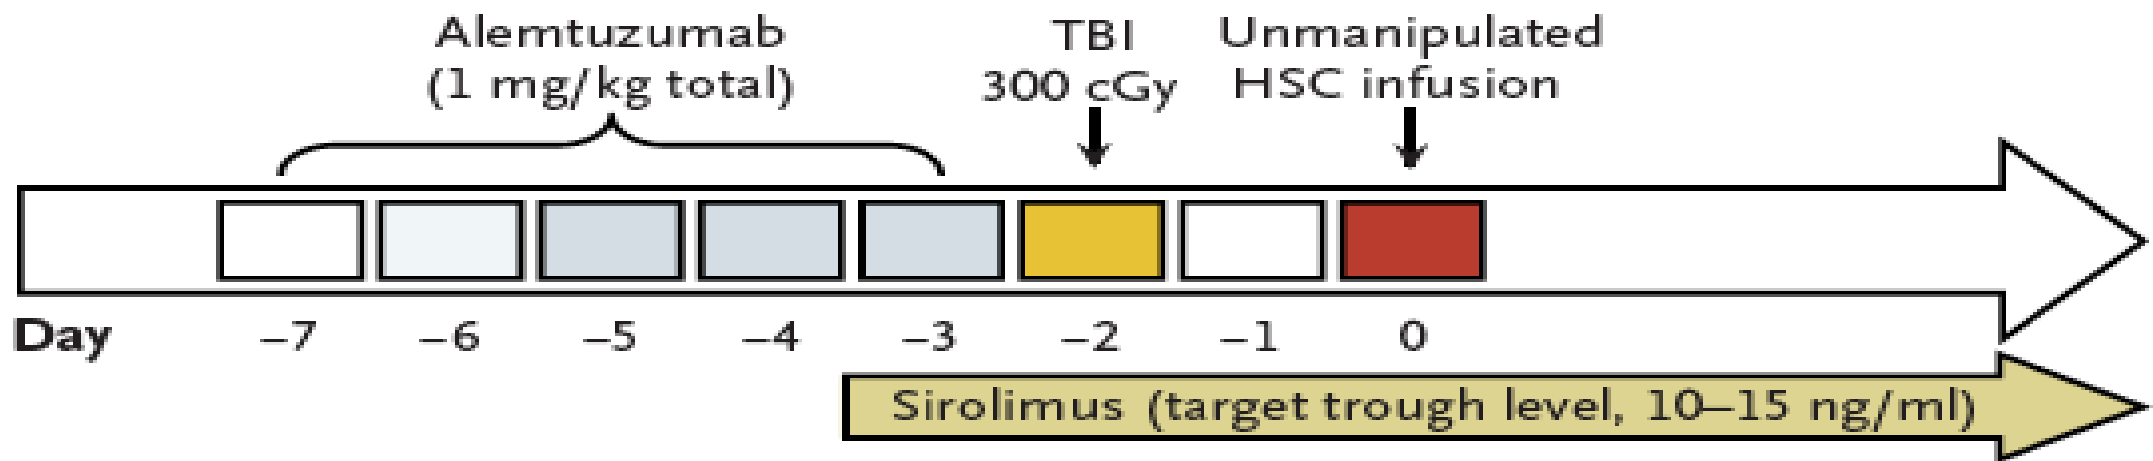 Alemtuzumab
(1 mg/kg total)
TBI
300 cGy
Unmanipulated
HSC infusion
Day –7 –6 –5 –4 –3 –2 –1 0
Sirolimus (target trough level, 10–15 ng/ml)